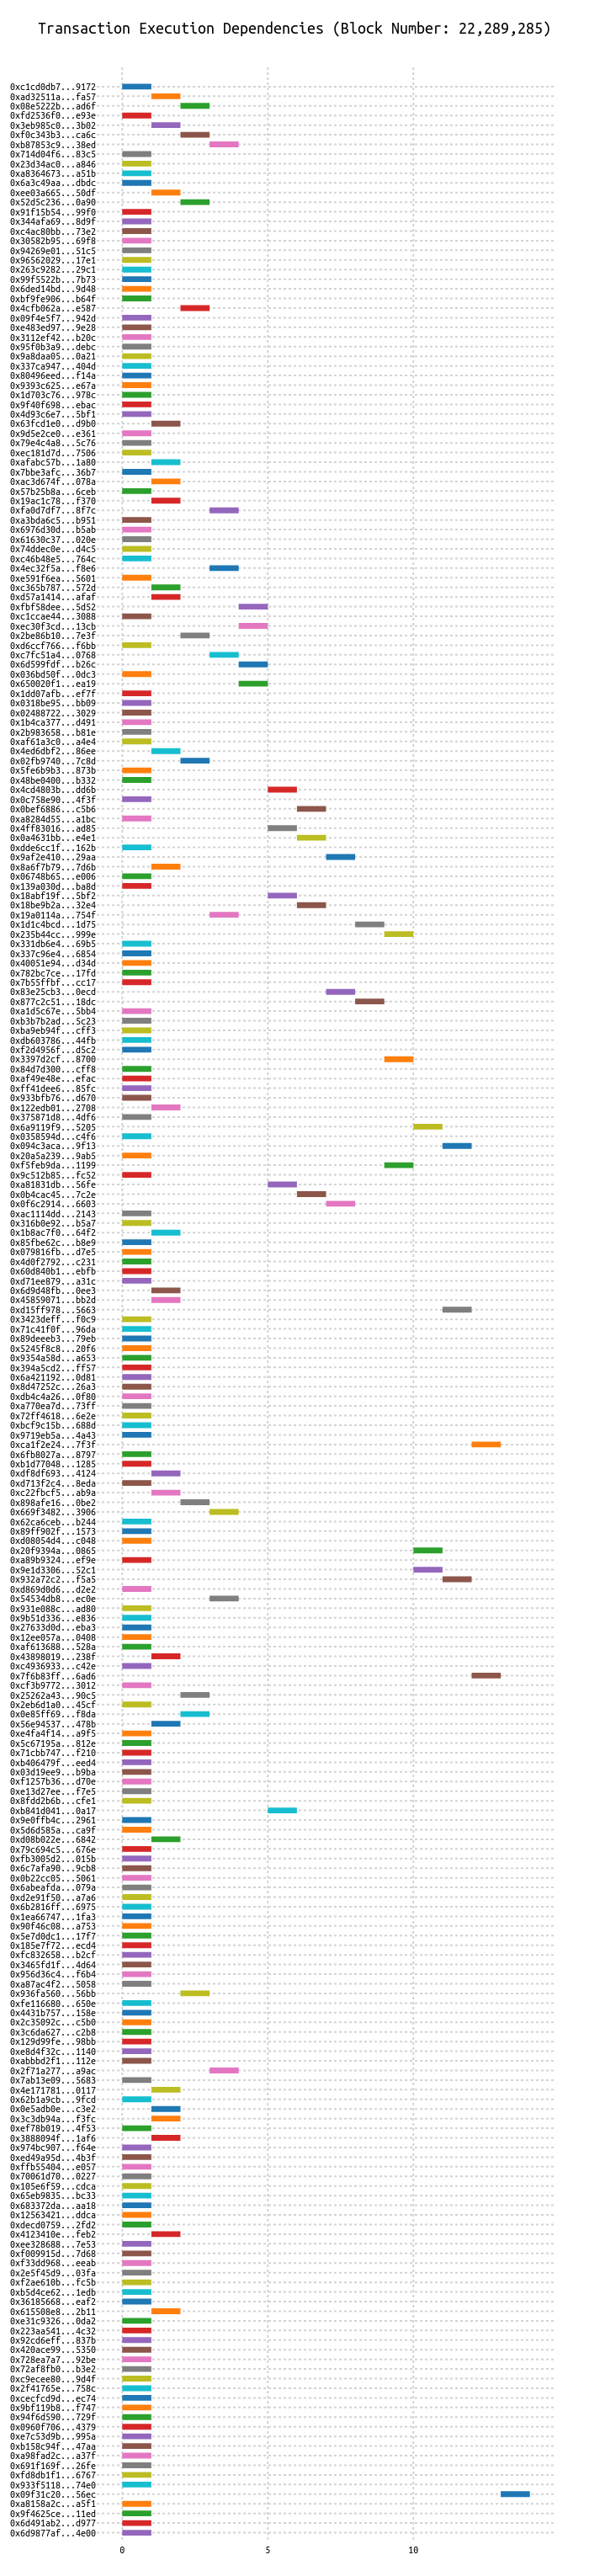 Transaction Execution Dependencies (Block Number: 22,289,285)
0xc1cd0db7...9172
0xad32511a...fa57
0x08e5222b...ad6f
0xfd2536f0...e93e
0x3eb985c0...3b02
0xf0c343b3...ca6c
0xb87853c9...38ed
0x714d04f6...83c5
0x23d34ac0...a846
0xa8364673...a51b
0x6a3c49aa...dbdc
0xee03a665...50df
0x52d5c236...0a90
0x91f15b54...99f0
0x344afa69...8d9f
0xc4ac80bb...73e2
0x30582b95...69f8
0x94269e01...51c5
0x96562029...17e1
0x263c9282...29c1
0x99f5522b...7b73
0x6ded14bd...9d48
0xbf9fe906...b64f
0x4cfb062a...e587
0x09f4e5f7...942d
0xe483ed97...9e28
0x3112ef42...b20c
0x95f0b3a9...debc
0x9a8daa05...0a21
0x337ca947...404d
0x80496eed...f14a
0x9393c625...e67a
0x1d703c76...978c
0x9f40f698...ebac
0x4d93c6e7...5bf1
0x63fcd1e0...d9b0
0x9d5e2ce0...e361
0x79e4c4a8...5c76
0xec181d7d...7506
0xafabc57b...1a80
0x7bbe3afc...36b7
0xac3d674f...078a
0x57b25b8a...6ceb
0x19ac1c78...f370
0xfa0d7df7...8f7c
0xa3bda6c5...b951
0x6976d30d...b5ab
0x61630c37...020e
0x74ddec0e...d4c5
0xc46b48e5...764c
0x4ec32f5a...f8e6
0xe591f6ea...5601
0xc365b787...572d
0xd57a1414...afaf
0xfbf58dee...5d52
0xc1ccae44...3088
0xec30f3cd...13cb
0x2be86b10...7e3f
0xd6ccf766...f6bb
0xc7fc51a4...0768
0x6d599fdf...b26c
0x036bd50f...0dc3
0x650020f1...ea19
0x1dd07afb...ef7f
0x0318be95...bb09
0x02488722...3029
0x1b4ca377...d491
0x2b983658...b81e
0xaf61a3c0...a4e4
0x4ed6dbf2...86ee
0x02fb9740...7c8d
0x5fe6b9b3...873b
0x48be0400...b332
0x4cd4803b...dd6b
0x0c758e90...4f3f
0x0bef6886...c5b6
0xa8284d55...a1bc
0x4ff83016...ad85
0x0a4631bb...e4e1
0xdde6cc1f...162b
0x9af2e410...29aa
0x8a6f7b79...7d6b
0x06748b65...e006
0x139a030d...ba8d
0x18abf19f...5bf2
0x18be9b2a...32e4
0x19a0114a...754f
0x1d1c4bcd...1d75
0x235b44cc...999e
0x331db6e4...69b5
0x337c96e4...6854
0x40051e94...d34d
0x782bc7ce...17fd
0x7b55ffbf...cc17
0x83e25cb3...0ecd
0x877c2c51...18dc
0xa1d5c67e...5bb4
0xb3b7b2ad...5c23
0xba9eb94f...cff3
0xdb603786...44fb
0xf2d4956f...d5c2
0x3397d2cf...8700
0x84d7d300...cff8
0xaf49e48e...efac
0xff41dee6...85fc
0x933bfb76...d670
0x122edb01...2708
0x375871d8...4df6
0x6a9119f9...5205
0x0358594d...c4f6
0x094c3aca...9f13
0x20a5a239...9ab5
0xf5feb9da...1199
0x9c512b85...fc52
0xa81831db...56fe
0x0b4cac45...7c2e
0x0f6c2914...6603
0xac1114dd...2143
0x316b0e92...b5a7
0x1b8ac7f0...64f2
0x85fbe62c...b8e9
0x079816fb...d7e5
0x4d0f2792...c231
0x60d840b1...ebfb
0xd71ee879...a31c
0x6d9d48fb...0ee3
0x45859071...bb2d
0xd15ff978...5663
0x3423deff...f0c9
0x71c41f0f...96da
0x89deeeb3...79eb
0x5245f8c8...20f6
0x9354a58d...a653
0x394a5cd2...ff57
0x6a421192...0d81
0x8d47252c...26a3
0xdb4c4a26...0f80
0xa770ea7d...73ff
0x72ff4618...6e2e
0xbcf9c15b...688d
0x9719eb5a...4a43
0xca1f2e24...7f3f
0x6fb8027a...8797
0xb1d77048...1285
0xdf8df693...4124
0xd713f2c4...8eda
0xc22fbcf5...ab9a
0x898afe16...0be2
0x669f3482...3906
0x62ca6ceb...b244
0x89ff902f...1573
0xd08054d4...c048
0x20f9394a...0865
0xa89b9324...ef9e
0x9e1d3306...52c1
0x932a72c2...f5a5
0xd869d0d6...d2e2
0x54534db8...ec0e
0x931e088c...ad80
0x9b51d336...e836
0x27633d0d...eba3
0x12ee057a...0408
0xaf613688...528a
0x43898019...238f
0xc4936933...c42e
0x7f6b83ff...6ad6
0xcf3b9772...3012
0x25262a43...90c5
0x2eb6d1a0...45cf
0x0e85ff69...f8da
0x56e94537...478b
0xe4fa4f14...a9f5
0x5c67195a...812e
0x71cbb747...f210
0xb406479f...eed4
0x03d19ee9...b9ba
0xf1257b36...d70e
0xe13d27ee...f7e5
0x8fdd2b6b...cfe1
0xb841d041...0a17
0x9e0ffb4c...2961
0x5d6d585a...ca9f
0xd08b022e...6842
0x79c694c5...676e
0xfb3005d2...015b
0x6c7afa90...9cb8
0x0b22cc05...5061
0x6abeafda...079a
0xd2e91f50...a7a6
0x6b2816ff...6975
0x1ea66747...1fa3
0x90f46c08...a753
0x5e7d0dc1...17f7
0x185e7f72...ecd4
0xfc832658...b2cf
0x3465fd1f...4d64
0x956d36c4...f6b4
0xa87ac4f2...5058
0x936fa560...56bb
0xfe116680...650e
0x4431b757...158e
0x2c35092c...c5b0
0x3c6da627...c2b8
0x129d99fe...98bb
0xe8d4f32c...1140
0xabbbd2f1...112e
0x2f71a277...a9ac
0x7ab13e09...5683
0x4e171781...0117
0x62b1a9cb...9fcd
0x0e5adb0e...c3e2
0x3c3db94a...f3fc
0xef78b019...4f53
0x3888094f...1af6
0x974bc907...f64e
0xed49a95d...4b3f
0xffb55404...e057
0x70061d70...0227
0x105e6f59...cdca
0x65eb9835...bc33
0x683372da...aa18
0x12563421...ddca
0xdecd0759...2fd2
0x4123410e...feb2
0xee328688...7e53
0xf009915d...7d68
0xf33dd968...eeab
0x2e5f45d9...03fa
0xf2ae610b...fc5b
0xb5d4ce62...1edb
0x36185668...eaf2
0x615508e8...2b11
0xe31c9326...0da2
0x223aa541...4c32
0x92cd6eff...837b
0x420ace99...5350
0x728ea7a7...92be
0x72af8fb0...b3e2
0xc9ecee80...9d4f
0x2f41765e...758c
0xcecfcd9d...ec74
0x9bf119b8...f747
0x94f6d590...729f
0x0960f706...4379
0xe7c53d9b...995a
0xb158c94f...47aa
0xa98fad2c...a37f
0x691f169f...26fe
0xfd8db1f1...6767
0x933f5118...74e0
0x09f31c20...56ec
0xa8158a2c...a5f1
0x9f4625ce...11ed
0x6d491ab2...d977
0x6d9877af...4e00
0 5 10